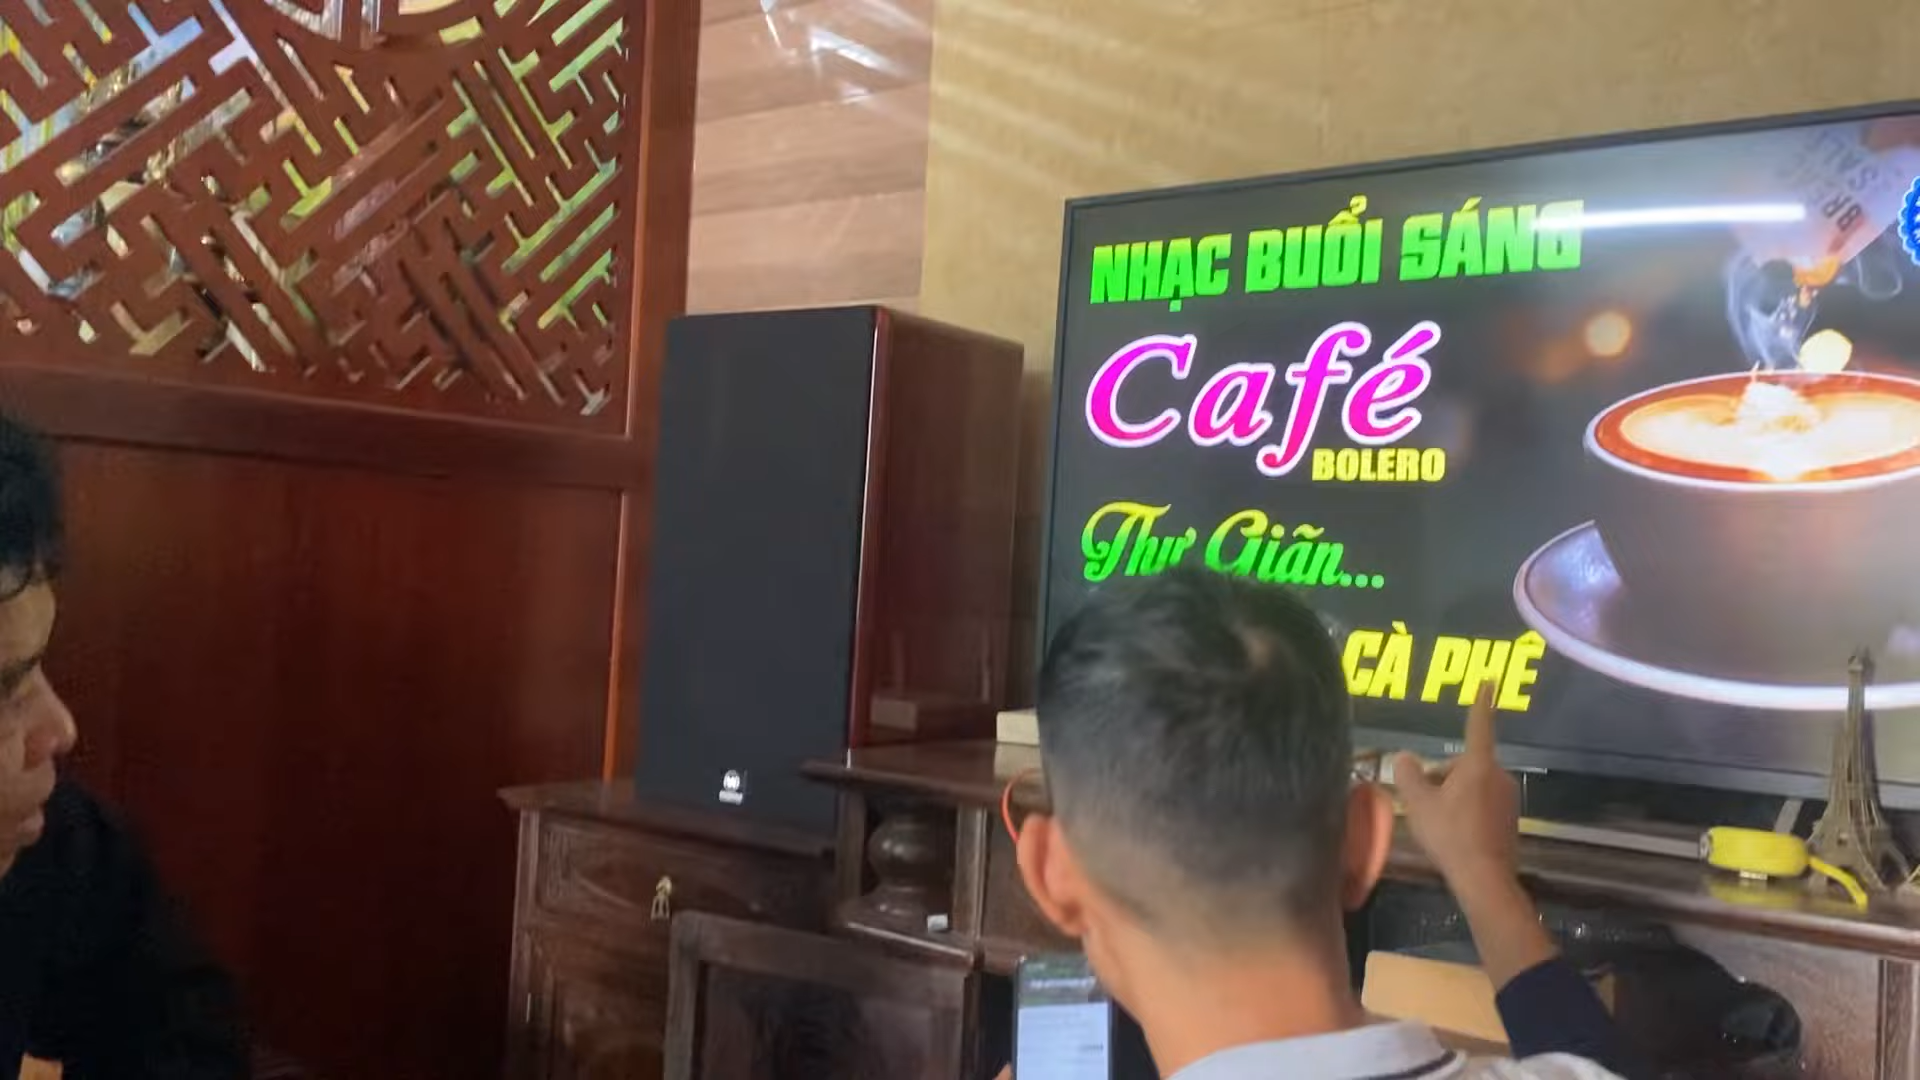 NHẠC BUỔI SÁNG
Café
BOLERO
Thư Giãn...
CÀ PHÊ